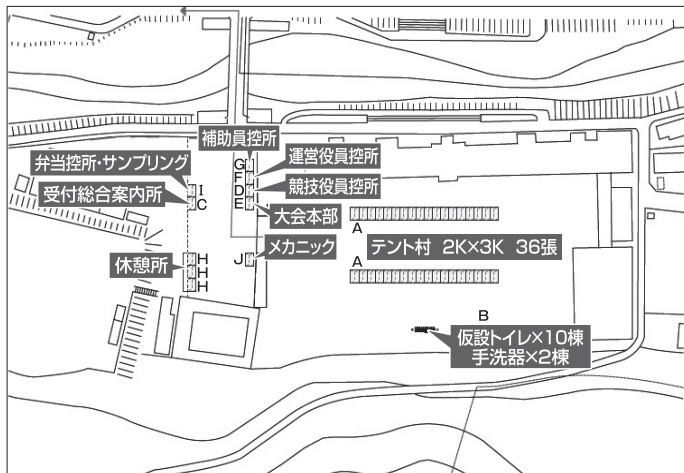 補助員控所
弁当控所・サンプリング
G
運営役員控所
F
受付総合案内所
I
D
競技役員控所
C
E
大会本部
A
テント村 2K×3K 36張
休憩所
H
J
メカニック
H
A
H
B
仮設トイレ×10棟
手洗器×2棟